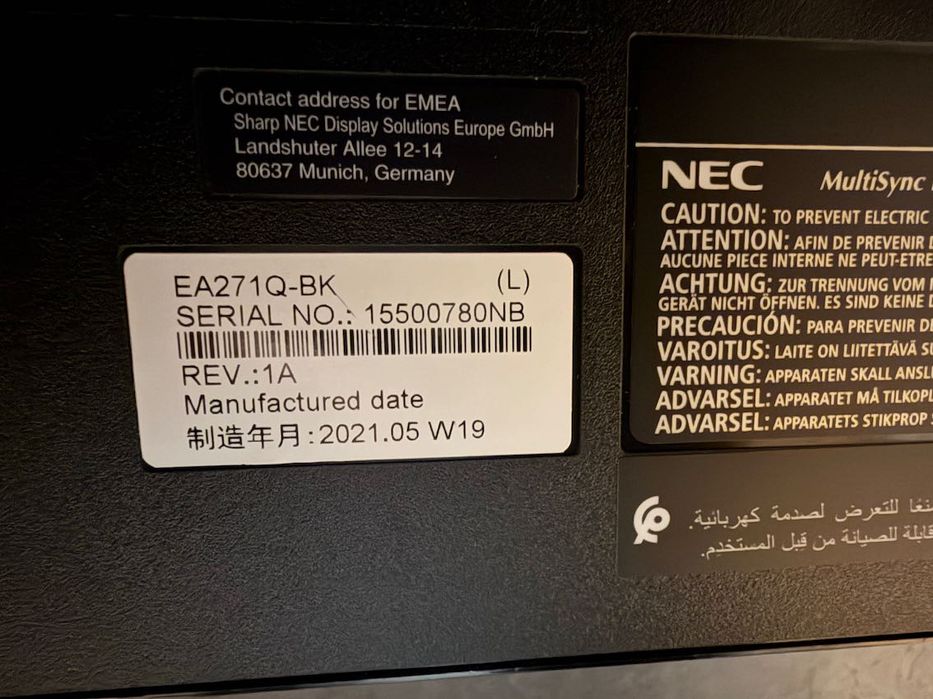 Contact address for EMEA
Sharp NEC Display Solutions Europe GmbH
Landshuter Allee 12-14
80637 Munich, Germany
EA271Q-BK (L)
SERIAL NO.: 15500780NB
REV.:1A
Manufactured date
制造年月:2021.05 W19
NEC MultiSync
CAUTION: TO PREVENT ELECTRIC
ATTENTION: AFIN DE PREVENIR
AUCUNE PIECE INTERNE NE PEUT-ETRE
ACHTUNG: ZUR TRENNUNG VOM
GERÄT NICHT ÖFFNEN. ES SIND KEINE
PRECAUCIÓN: PARA PREVENIR
VAROITUS: LAITE ON LIITETTÄVÄ
VARNING: APPARATEN SKALL
ADVARSEL: APPARATET MÅ
ADVARSEL: APPARATETS STIKPROP
للتعرض لصدمة كهربائية.
للصيانة من قِبل المستخدِم.